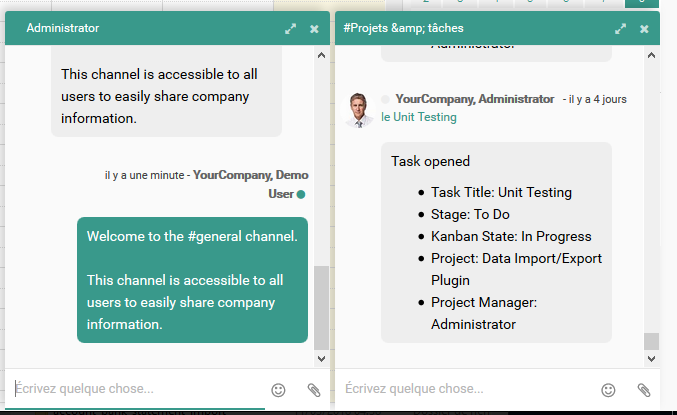 Administrator
This channel is accessible to all
users to easily share company
information.
il y a une minute - YourCompany, Demo
User
Welcome to the #general channel.
This channel is accessible to all
users to easily share company
information.
Écrivez quelque chose...
#Projets &amp; tâches
Administrator
YourCompany, Administrator - il y a 4 jours
le Unit Testing
Task opened
Task Title: Unit Testing
Stage: To Do
Kanban State: In Progress
Project: Data Import/Export
Plugin
Project Manager:
Administrator
Écrivez quelque chose...